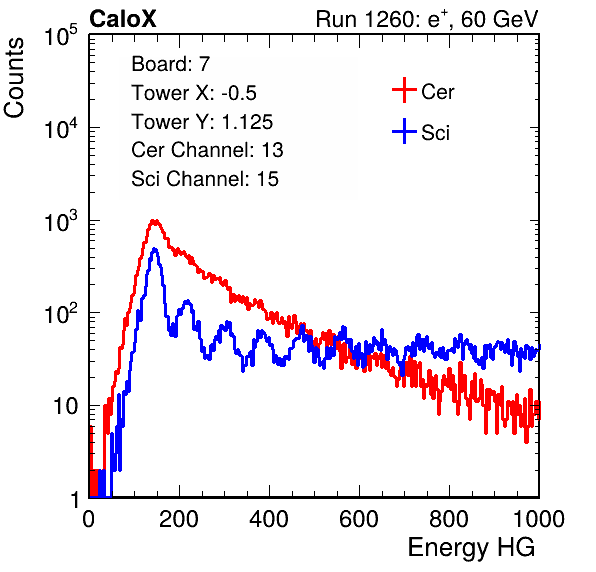 CaloX Run 1260: e⁺, 60 GeV
Counts
10⁵
10⁴
10³
10²
10
1
Board: 7
Tower X: -0.5
Tower Y: 1.125
Cer Channel: 13
Sci Channel: 15
Cer
Sci
0 200 400 600 800 1000
Energy HG